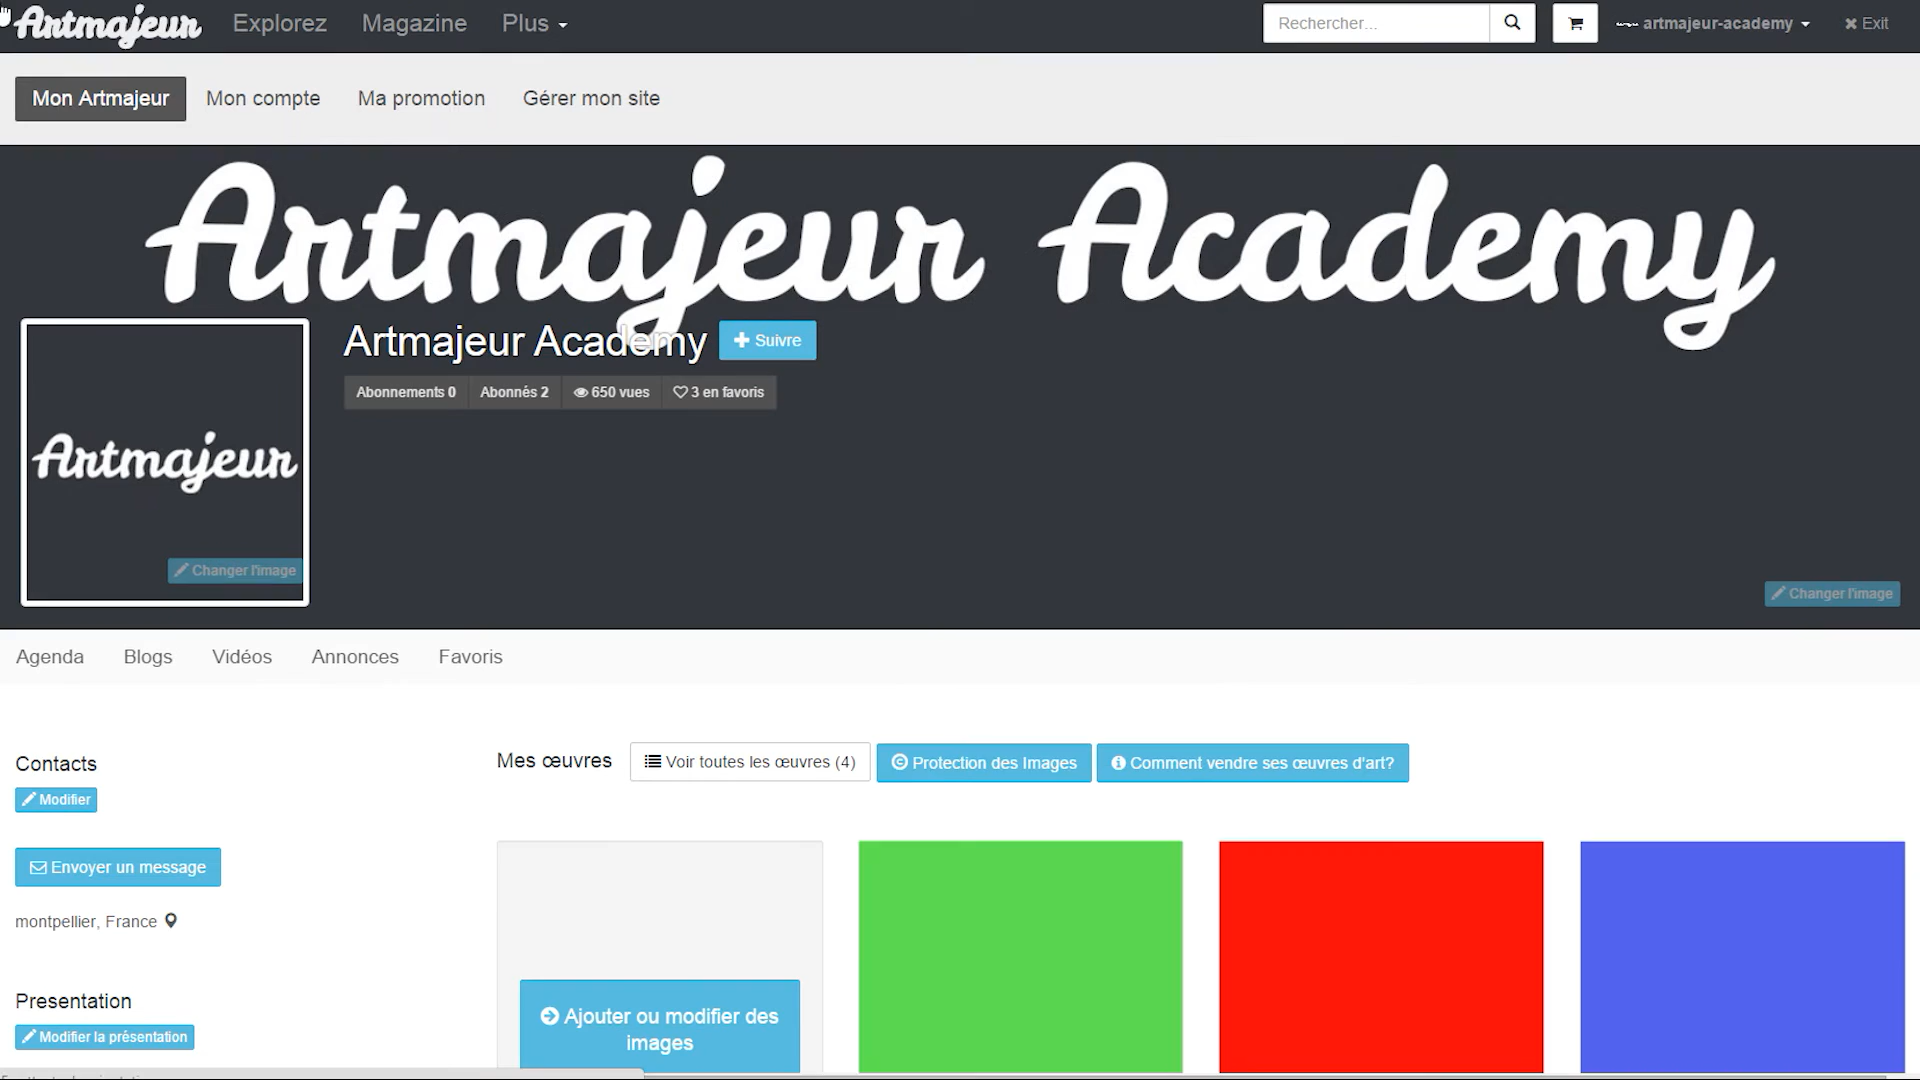 Artmajeur Explorez Magazine Plus Rechercher... artmajeur-academy Exit
Mon Artmajeur Mon compte Ma promotion Gérer mon site
Artmajeur Academy
Artmajeur Academy Suivre
Abonnements 0 Abonnés 2 650 vues 3 en favoris
Artmajeur
Changer l'image
Changer l'image
Agenda Blogs Vidéos Annonces Favoris
Contacts
Modifier
Envoyer un message
montpellier, France
Presentation
Modifier la présentation
Mes œuvres Voir toutes les œuvres (4) Protection des Images Comment vendre ses œuvres d'art?
Ajouter ou modifier des
images